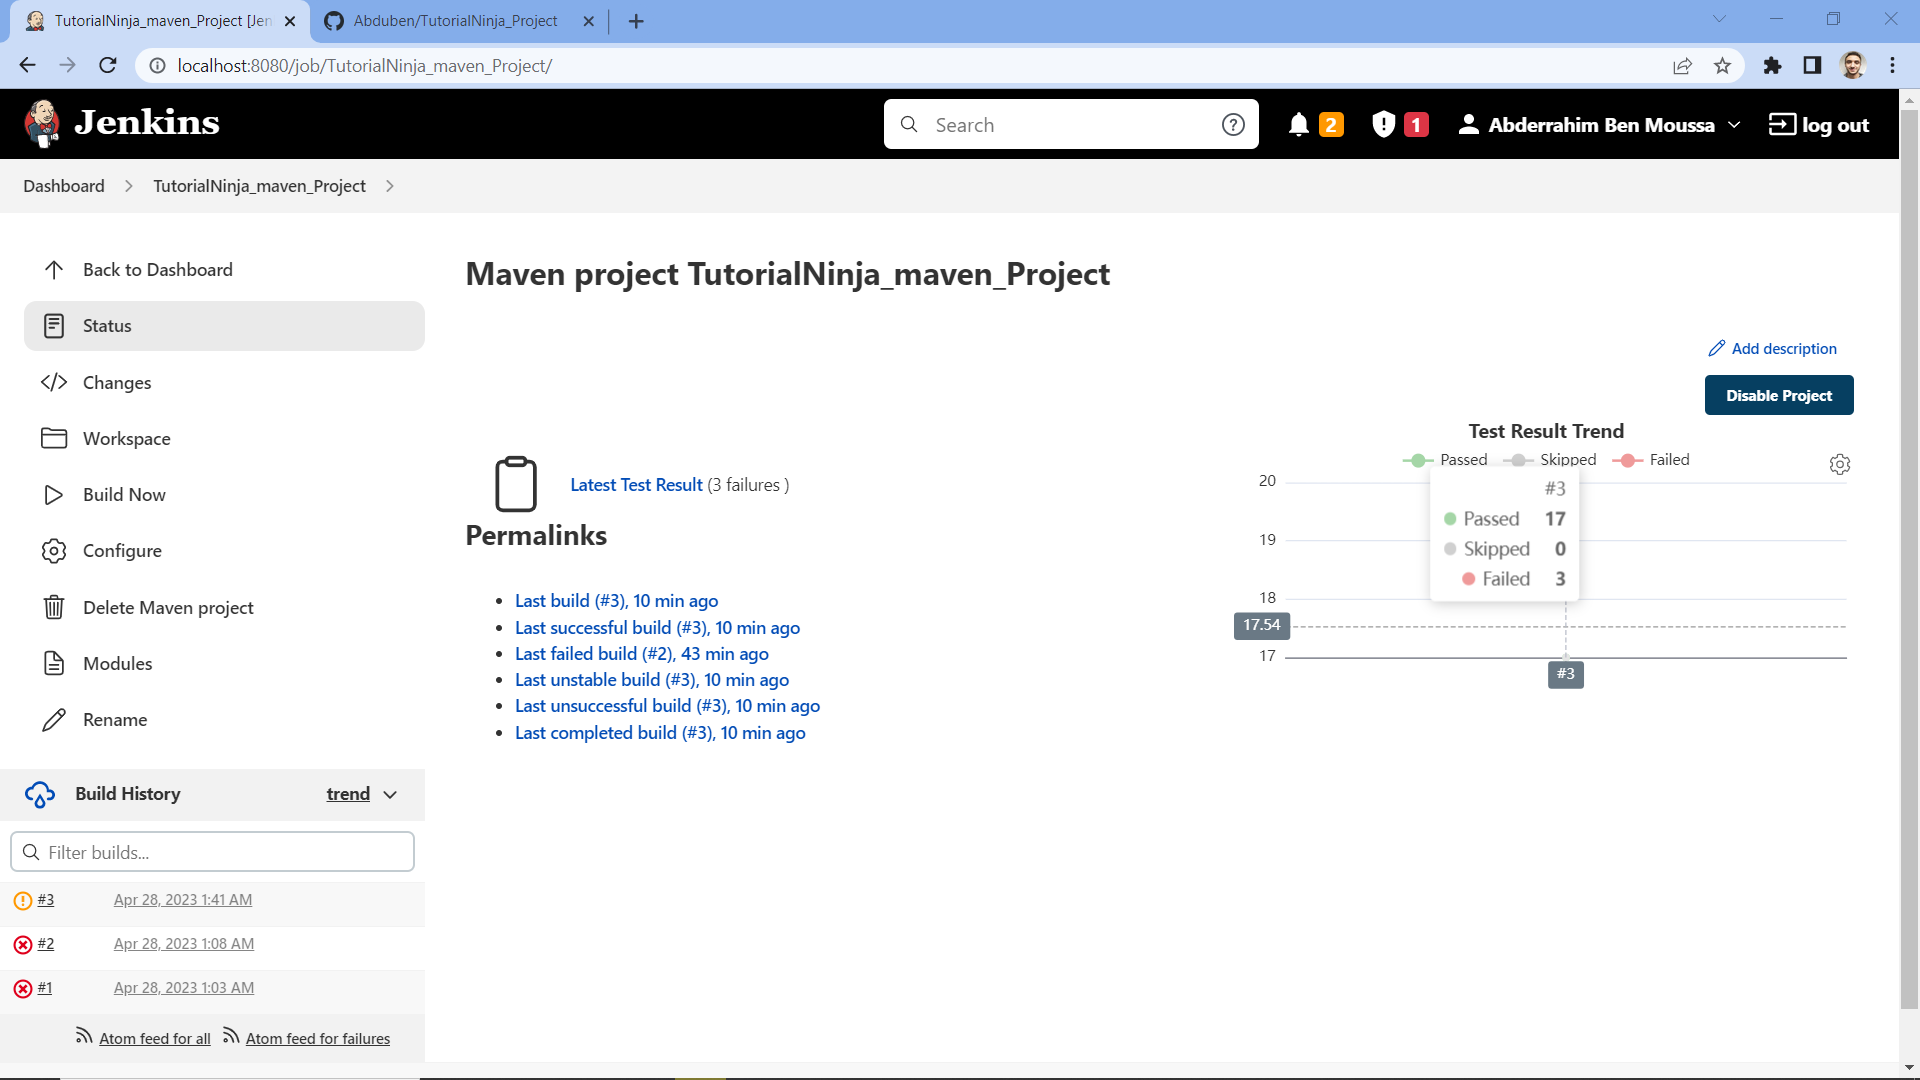 TutorialNinja_maven_Project [Jen
Abduben/TutorialNinja_Project
localhost:8080/job/TutorialNinja_maven_Project/
Jenkins
Search
2
1
Abderrahim Ben Moussa
log out
Dashboard
TutorialNinja_maven_Project
Back to Dashboard
Status
Changes
Workspace
Build Now
Configure
Delete Maven project
Modules
Rename
Build History
trend
Filter builds...
#3 Apr 28, 2023 1:41 AM
#2 Apr 28, 2023 1:08 AM
#1 Apr 28, 2023 1:03 AM
Atom feed for all
Atom feed for failures
Maven project TutorialNinja_maven_Project
Add description
Disable Project
Latest Test Result (3 failures )
Permalinks
Last build (#3), 10 min ago
Last successful build (#3), 10 min ago
Last failed build (#2), 43 min ago
Last unstable build (#3), 10 min ago
Last unsuccessful build (#3), 10 min ago
Last completed build (#3), 10 min ago
Test Result Trend
Passed Skipped Failed
20
19
18
17.54
17
#3
Passed 17
Skipped 0
Failed 3
#3